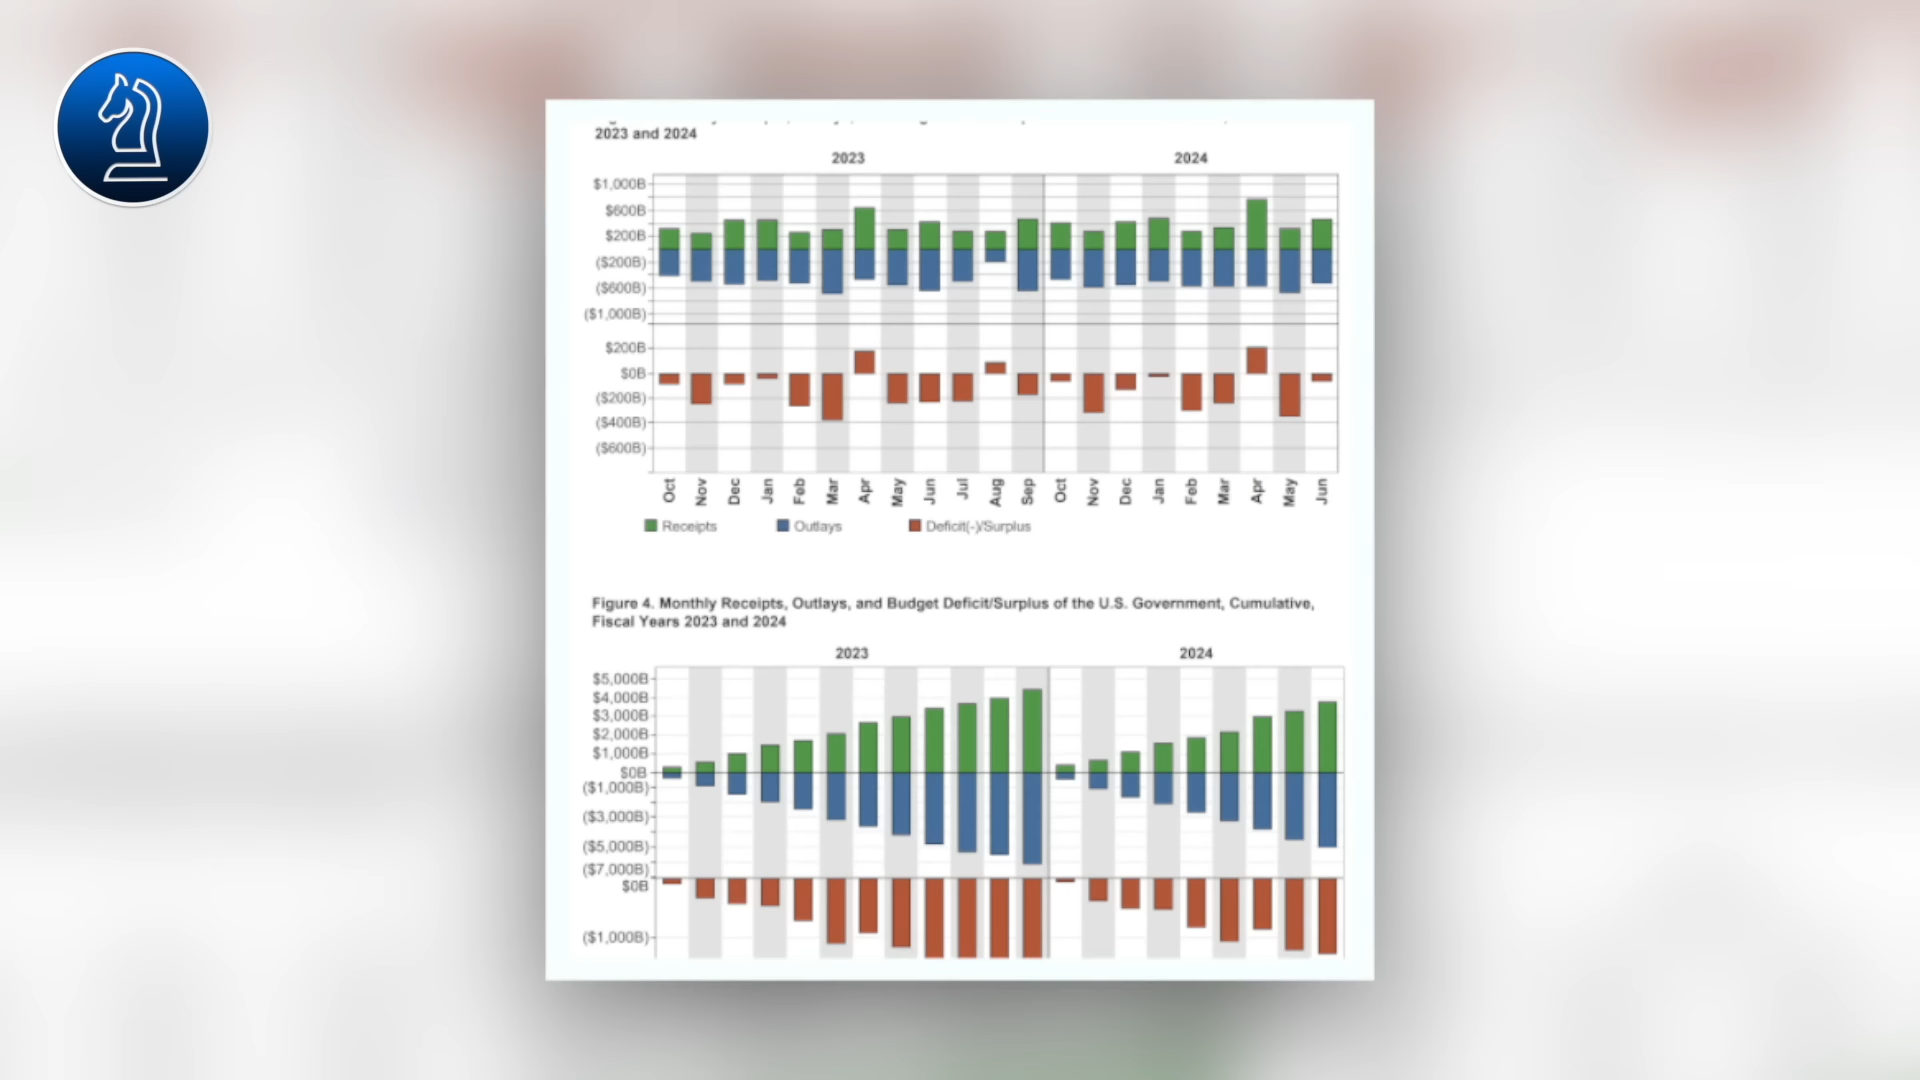 2023 and 2024
2023 2024
$1,000B
$600B
$200B
($200B)
($600B)
($1,000B)
$200B
$0B
($200B)
($400B)
($600B)
Oct Nov Dec Jan Feb Mar Apr May Jun Jul Aug Sep Oct Nov Dec Jan Feb Mar Apr May Jun
Receipts Outlays Deficit(-)/Surplus
Figure 4. Monthly Receipts, Outlays, and Budget Deficit/Surplus of the U.S. Government, Cumulative,
Fiscal Years 2023 and 2024
2023 2024
$5,000B
$4,000B
$3,000B
$2,000B
$1,000B
$0B
($1,000B)
($3,000B)
($5,000B)
($7,000B)
$0B
($1,000B)